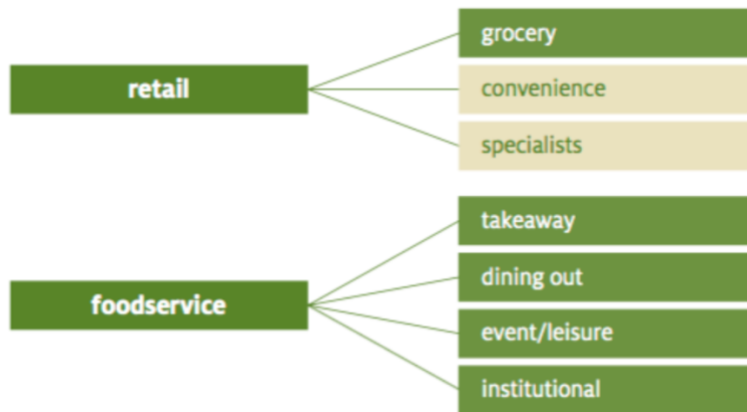 retail
grocery
convenience
specialists
foodservice
takeaway
dining out
event/leisure
institutional